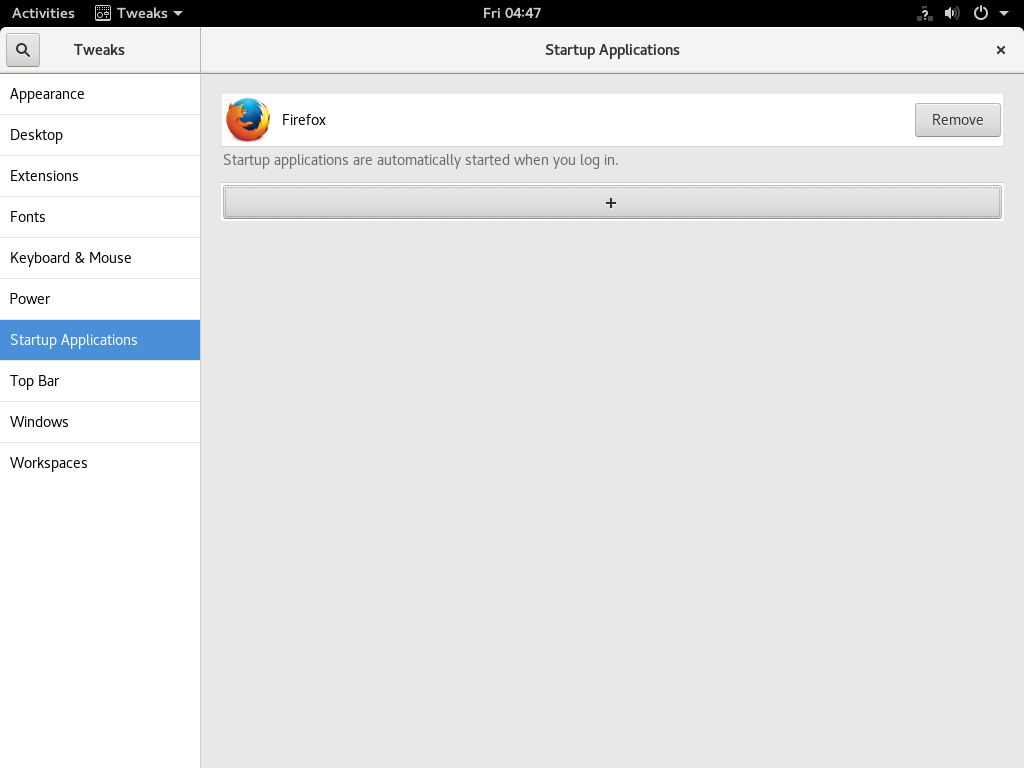 Activities Tweaks Fri 04:47
Tweaks Startup Applications
Appearance
Desktop
Extensions
Fonts
Keyboard & Mouse
Power
Startup Applications
Top Bar
Windows
Workspaces
Firefox Remove
Startup applications are automatically started when you log in.
+